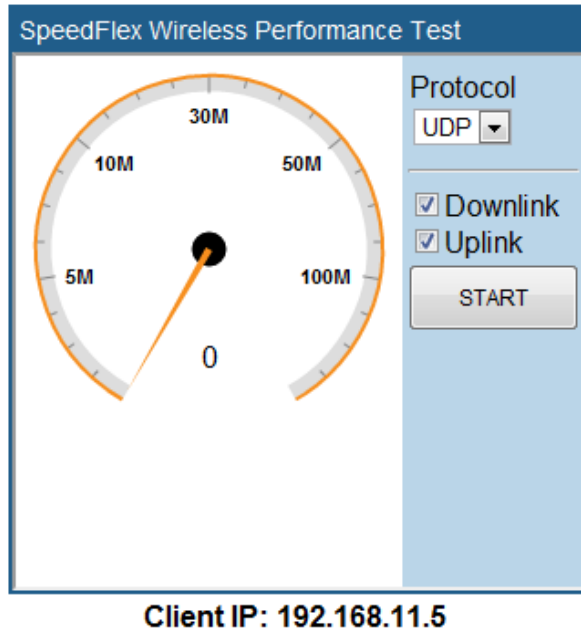 SpeedFlex Wireless Performance Test
Protocol
UDP
Downlink
Uplink
START
30M
10M
50M
5M
100M
0
Client IP: 192.168.11.5